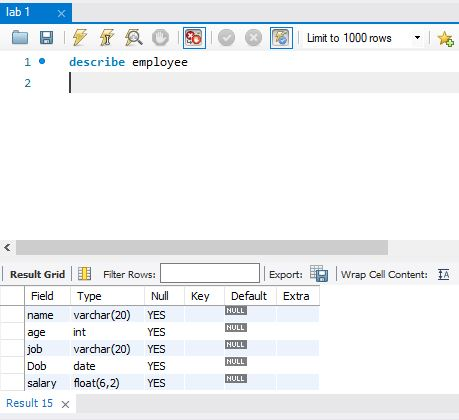 lab 1
Limit to 1000 rows
1 describe employee
2
Result Grid Filter Rows: Export: Wrap Cell Content:
Field Type Null Key Default Extra
name varchar(20) YES NULL
age int YES NULL
job varchar(20) YES NULL
Dob date YES NULL
salary float(6,2) YES NULL
Result 15